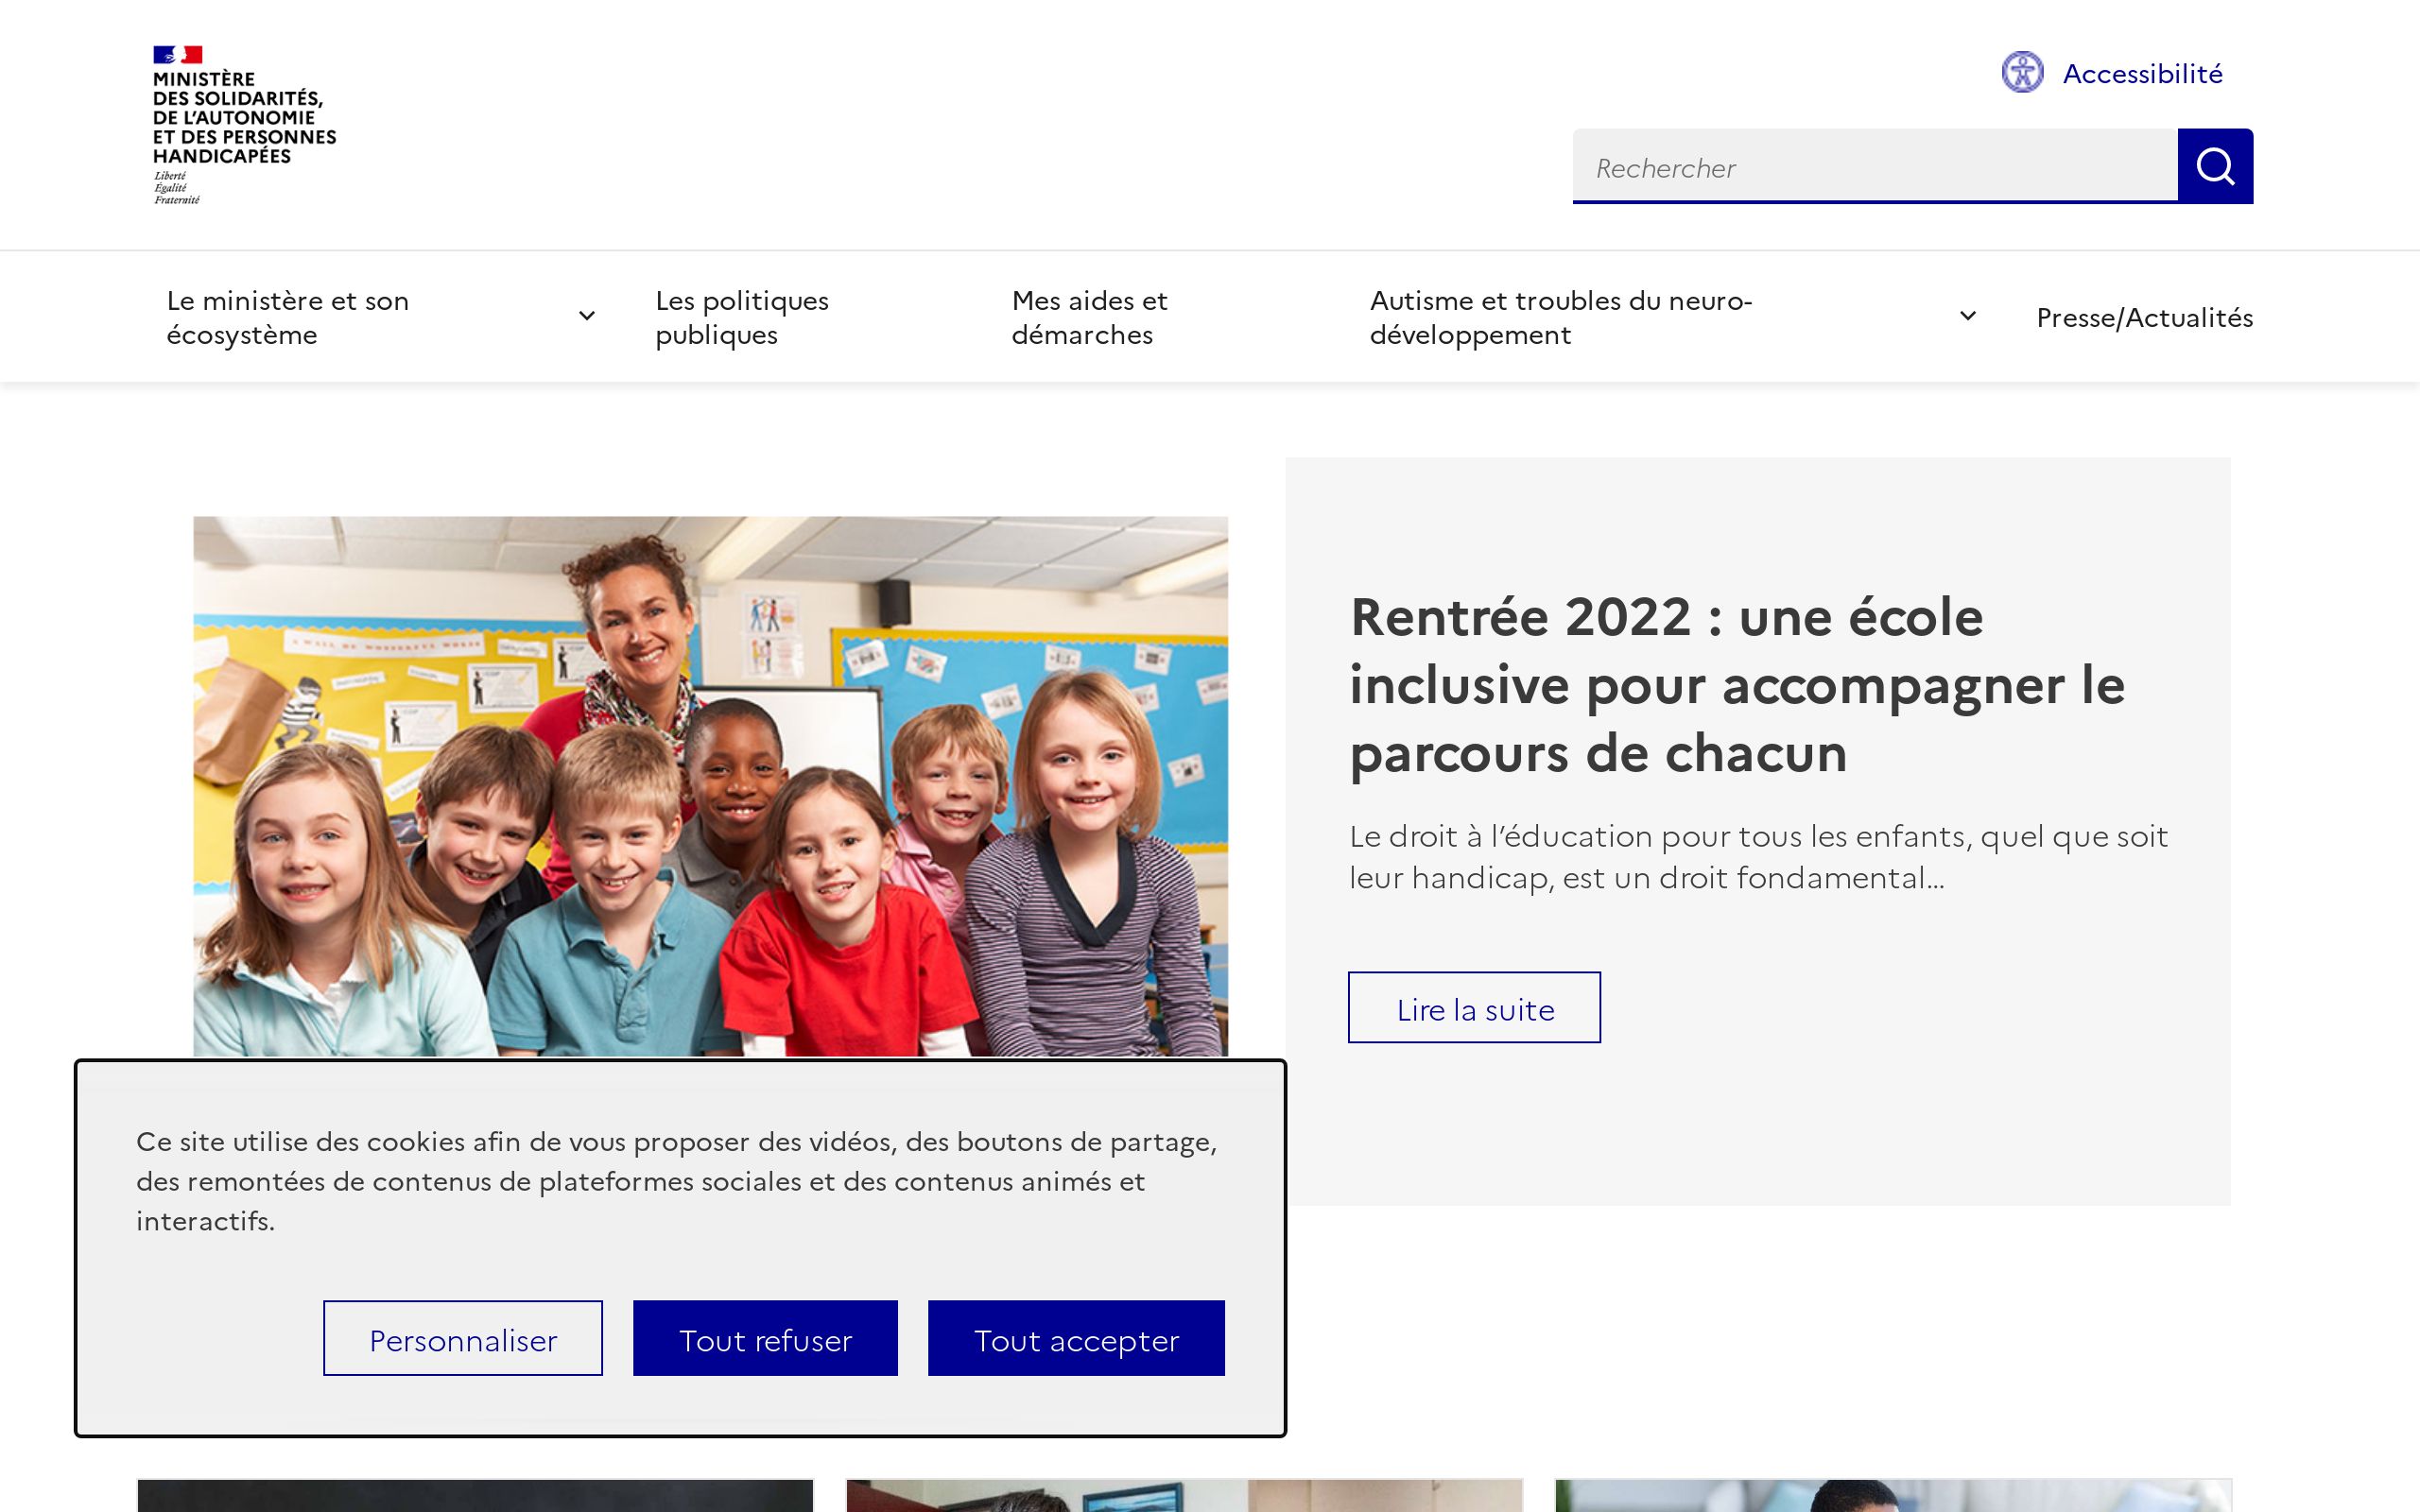 MINISTÈRE
DES SOLIDARITÉS,
DE L'AUTONOMIE
ET DES PERSONNES
HANDICAPÉES
Liberté
Égalité
Fraternité
Accessibilité
Rechercher
Le ministère et son
écosystème
Les politiques
publiques
Mes aides et
démarches
Autisme et troubles du neuro-
développement
Presse/Actualités
Rentrée 2022 : une école
inclusive pour accompagner le
parcours de chacun
Le droit à l’éducation pour tous les enfants, quel que soit
leur handicap, est un droit fondamental...
Lire la suite
Ce site utilise des cookies afin de vous proposer des vidéos, des boutons de partage,
des remontées de contenus de plateformes sociales et des contenus animés et
interactifs.
Personnaliser
Tout refuser
Tout accepter